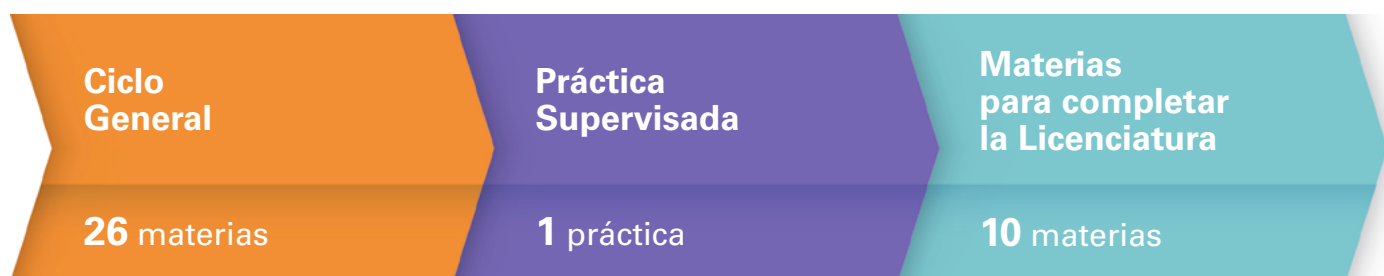 Ciclo
General
26 materias
Práctica
Supervisada
1 práctica
Materias
para completar
la Licenciatura
10 materias